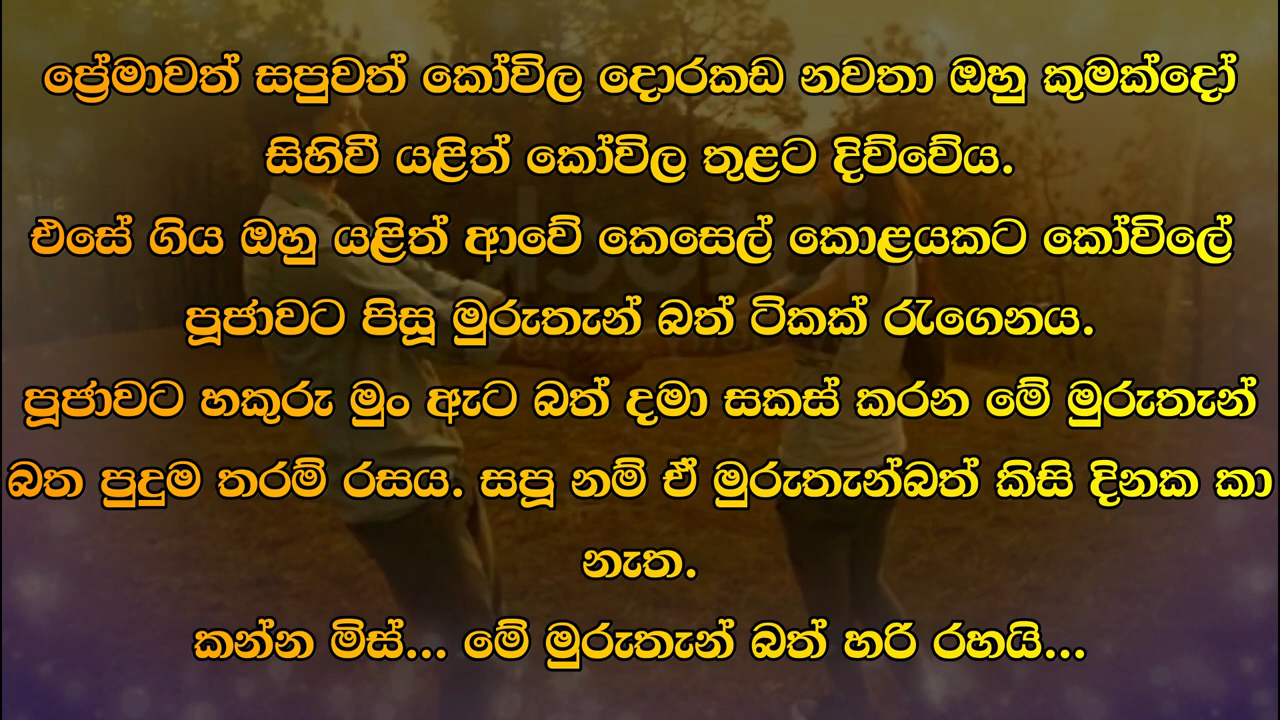 ප්‍රේමාවත් සපුවත් කෝවිල දොරකඩ නවතා ඔහු කුමක්දෝ
සිහිවී යළිත් කෝවිල තුළට දිව්වේය.
එසේ ගිය ඔහු යළිත් ආවේ කෙසෙල් කොළයකට කෝවිලේ
පූජාවට පිසූ මුරුතැන් බත් ටිකක් රැගෙනය.
පූජාවට හකුරු මුං ඇට බත් දමා සකස් කරන මේ මුරුතැන්
බත පුදුම තරම් රසය. සපූ නම් ඒ මුරුතැන්බත් කිසි දිනක කා
නැත.
කන්න මිස්... මේ මුරුතැන් බත් හරි රහයි...